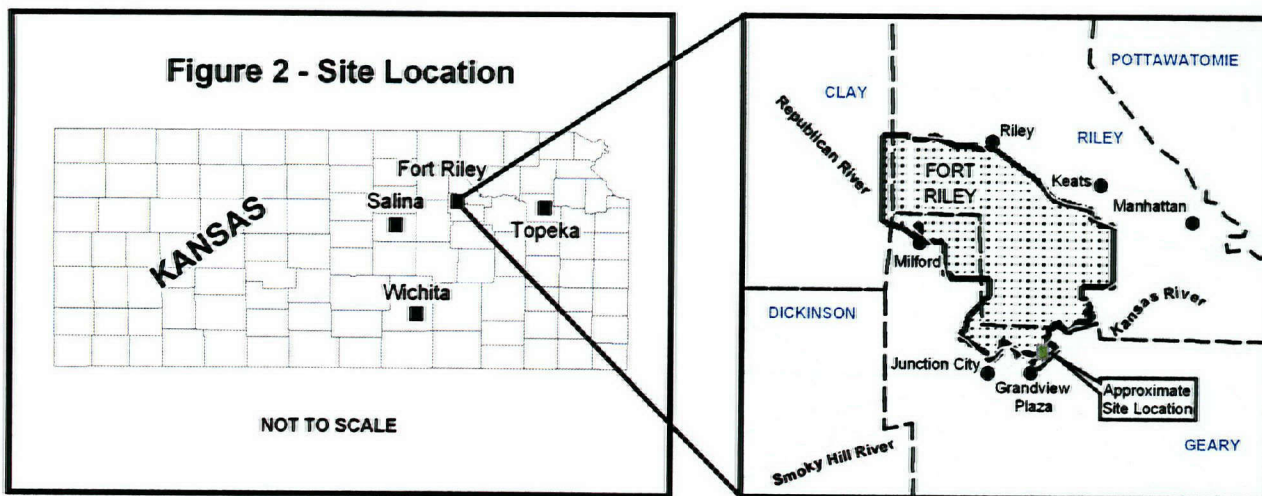 Figure 2 - Site Location
Fort Riley
Salina
Topeka
KANSAS
Wichita
NOT TO SCALE
POTTAWATOMIE
CLAY
Republican River
Riley
RILEY
FORT
RILEY
Keats
Manhattan
Milford
DICKINSON
Kansas River
Junction City
Grandview
Plaza
Approximate
Site Location
GEARY
Smoky Hill River